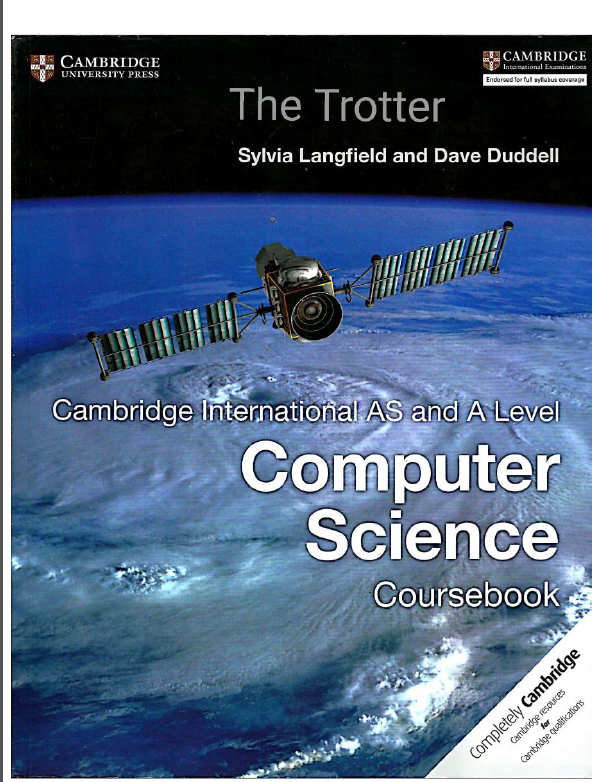 CAMBRIDGE
UNIVERSITY PRESS
CAMBRIDGE
International Examinations
Endorsed for full syllabus coverage
The Trotter
Sylvia Langfield and Dave Duddell
Cambridge International AS and A Level
Computer
Science
Coursebook
Completely Cambridge
Cambridge resources
for
Cambridge qualifications